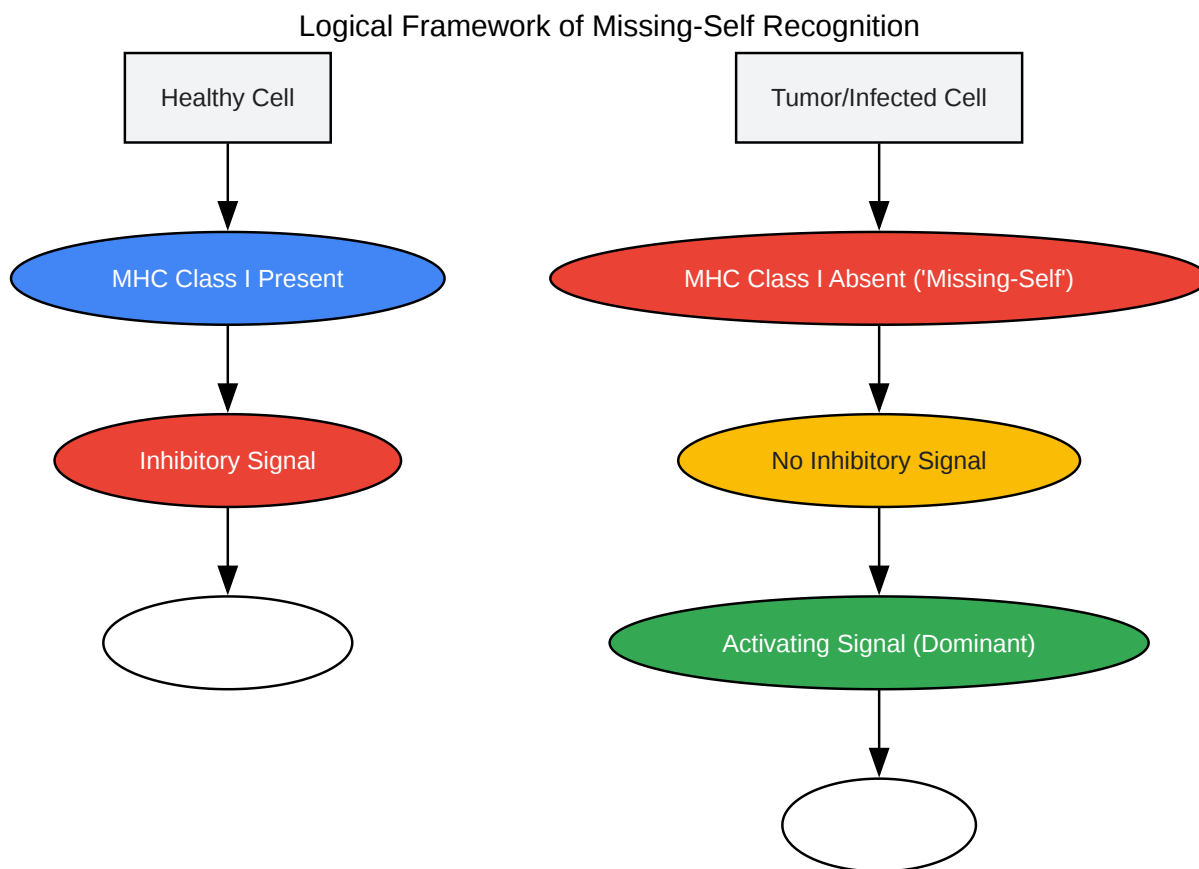 Logical Framework of Missing-Self Recognition
Healthy Cell
Tumor/Infected Cell
MHC Class I Present
MHC Class I Absent ('Missing-Self')
Inhibitory Signal
No Inhibitory Signal
Activating Signal (Dominant)